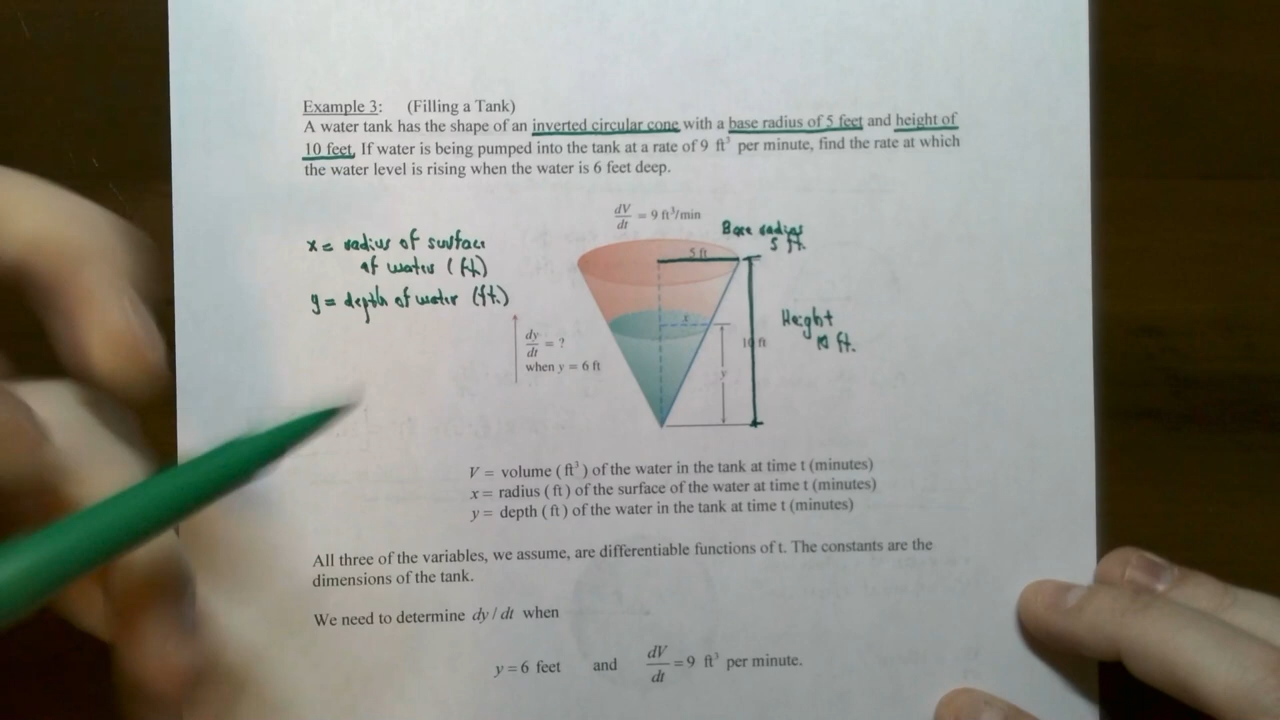 Example 3: (Filling a Tank)
A water tank has the shape of an inverted circular cone with a base radius of 5 feet and height of
10 feet. If water is being pumped into the tank at a rate of 9 ft³ per minute, find the rate at which
the water level is rising when the water is 6 feet deep.
dV/dt = 9 ft³/min
Base radius
5 ft.
x = radius of surface
of water (ft)
y = depth of water (ft.)
5 ft
x
Height
10 ft.
10 ft
dy/dt = ?
when y = 6 ft
y
V = volume (ft³) of the water in the tank at time t (minutes)
x = radius (ft) of the surface of the water at time t (minutes)
y = depth (ft) of the water in the tank at time t (minutes)
All three of the variables, we assume, are differentiable functions of t. The constants are the
dimensions of the tank.
We need to determine dy / dt when
y = 6 feet and dV/dt = 9 ft³ per minute.